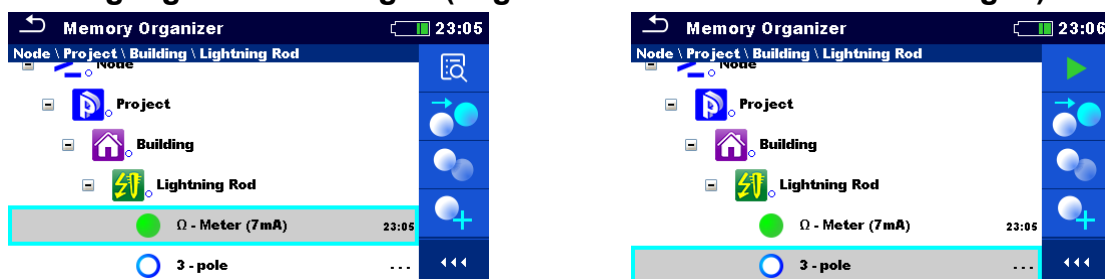 Memory Organizer 23:05
Node \ Project \ Building \ Lightning Rod
Node
Project
Building
Lightning Rod
Ω - Meter (7mA) 23:05
3 - pole ...
Memory Organizer 23:06
Node \ Project \ Building \ Lightning Rod
Node
Project
Building
Lightning Rod
Ω - Meter (7mA) 23:05
3 - pole ...